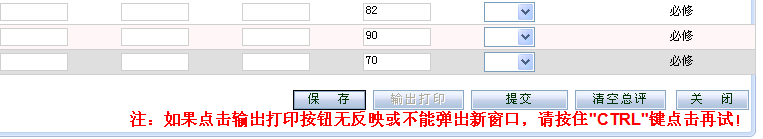 82 必修
90 必修
70 必修
保 存 输出打印 提交 清空总评 关 闭
注：如果点击输出打印按钮无反映或不能弹出新窗口，请按住"CTRL"键点击再试！